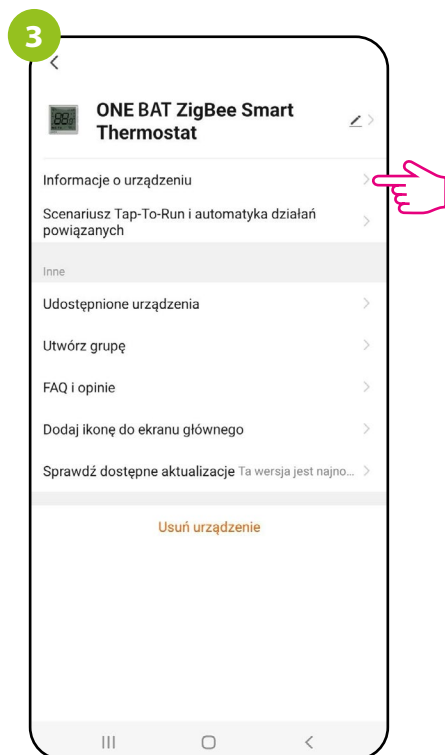 3
ONE BAT ZigBee Smart
Thermostat
Informacje o urządzeniu
Scenariusz Tap-To-Run i automatyka działań
powiązanych
Inne
Udostępnione urządzenia
Utwórz grupę
FAQ i opinie
Dodaj ikonę do ekranu głównego
Sprawdź dostępne aktualizacje Ta wersja jest najno...
Usuń urządzenie